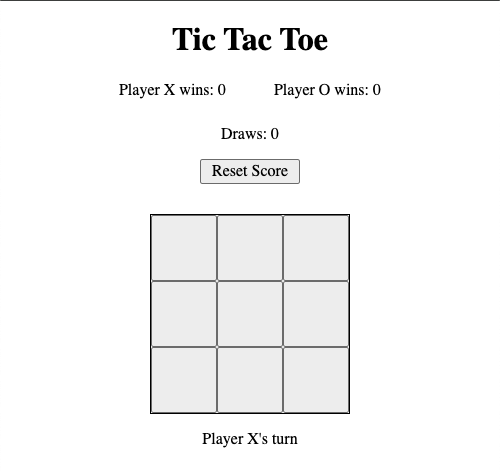 Tic Tac Toe
Player X wins: 0 Player O wins: 0
Draws: 0
Reset Score
Player X's turn